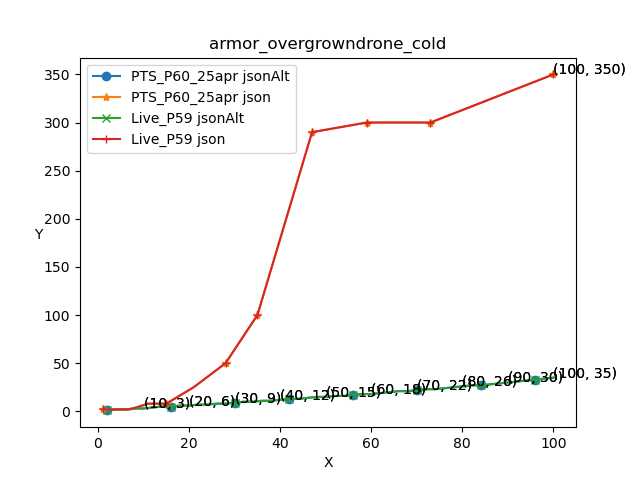 armor_overgrowndrone_cold
PTS_P60_25apr jsonAlt
PTS_P60_25apr json
Live_P59 jsonAlt
Live_P59 json
(100, 350)
350
300
250
200
150
100
50
0
Y
(10, 3)
(20, 6)
(30, 9)
(40, 12)
(50, 15)
(60, 18)
(70, 22)
(80, 26)
(90, 30)
(100, 35)
0 20 40 60 80 100
X